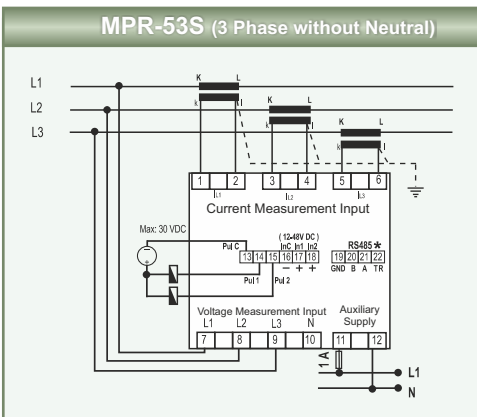 MPR-53S (3 Phase without Neutral)
L1
L2
L3
K L
k l
K L
k l
K L
k l
1 2 3 4 5 6
L1 L2 L3
Current Measurement Input
Max: 30 VDC
(12-48V DC)
Pul C InC In1 In2 RS485 *
13 14 15 16 17 18 19 20 21 22
− + + GND B A TR
Pul 1 Pul 2
Voltage Measurement Input
Auxiliary Supply
L1 L2 L3 N
7 8 9 10 11 12
1 A
L1
N